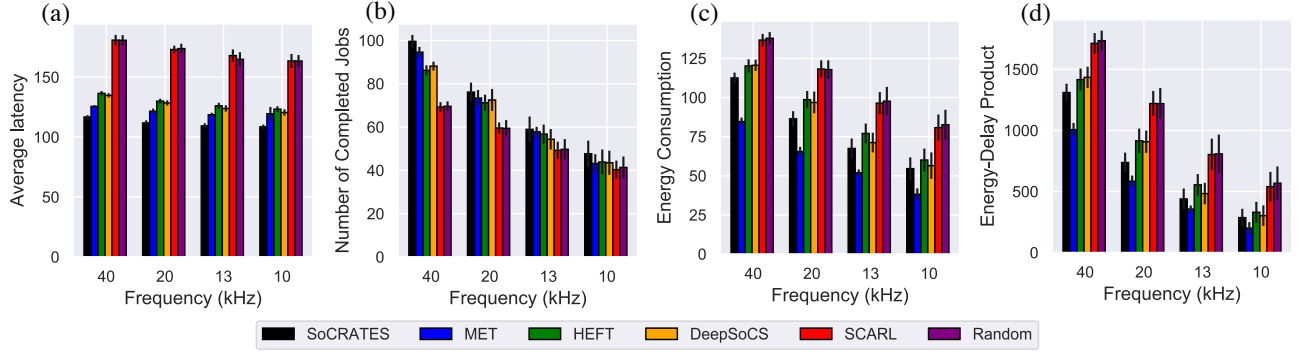 (a)
Average latency
150
100
50
0
40 20 13 10
Frequency (kHz)
(b)
Number of Completed Jobs
100
80
60
40
20
0
40 20 13 10
Frequency (kHz)
(c)
Energy Consumption
125
100
75
50
25
0
40 20 13 10
Frequency (kHz)
(d)
Energy-Delay Product
1500
1000
500
0
40 20 13 10
Frequency (kHz)
SoCRATES MET HEFT DeepSoCS SCARL Random